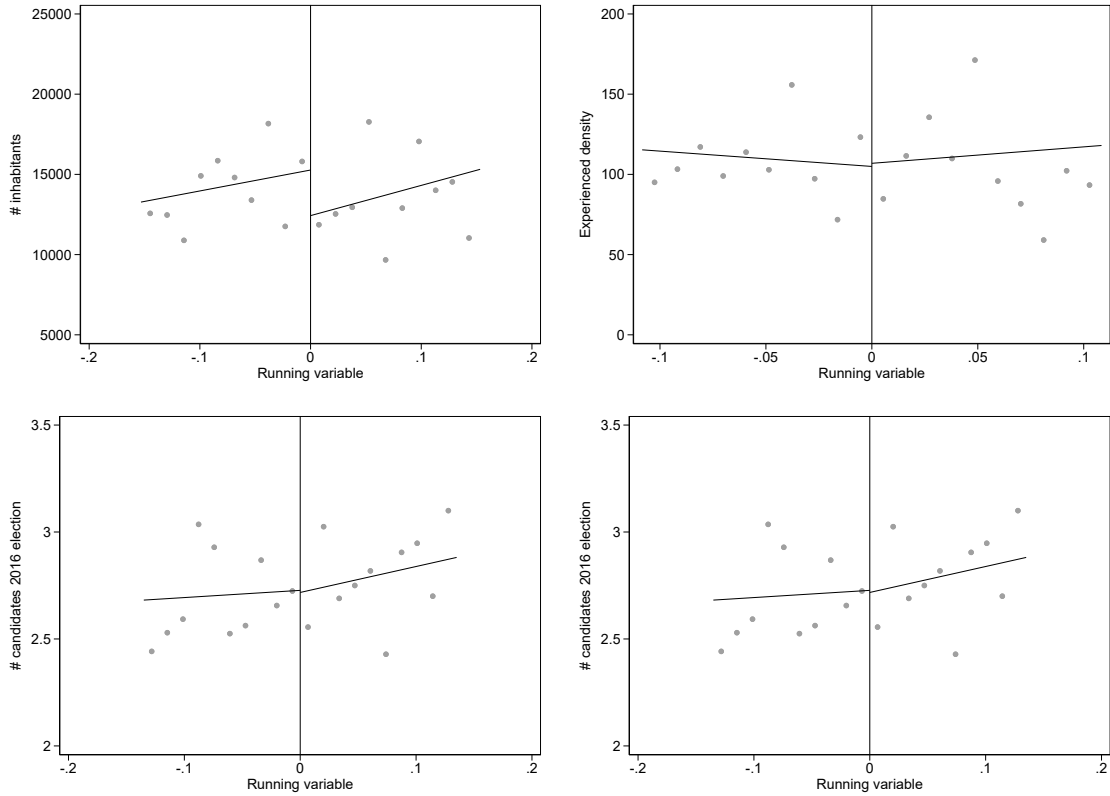 25000
20000
15000
10000
5000
# inhabitants
-.2 -.1 0 .1 .2
Running variable
200
150
100
50
0
Experienced density
-.1 -.05 0 .05 .1
Running variable
3.5
3
2.5
2
# candidates 2016 election
-.2 -.1 0 .1 .2
Running variable
3.5
3
2.5
2
# candidates 2016 election
-.2 -.1 0 .1 .2
Running variable